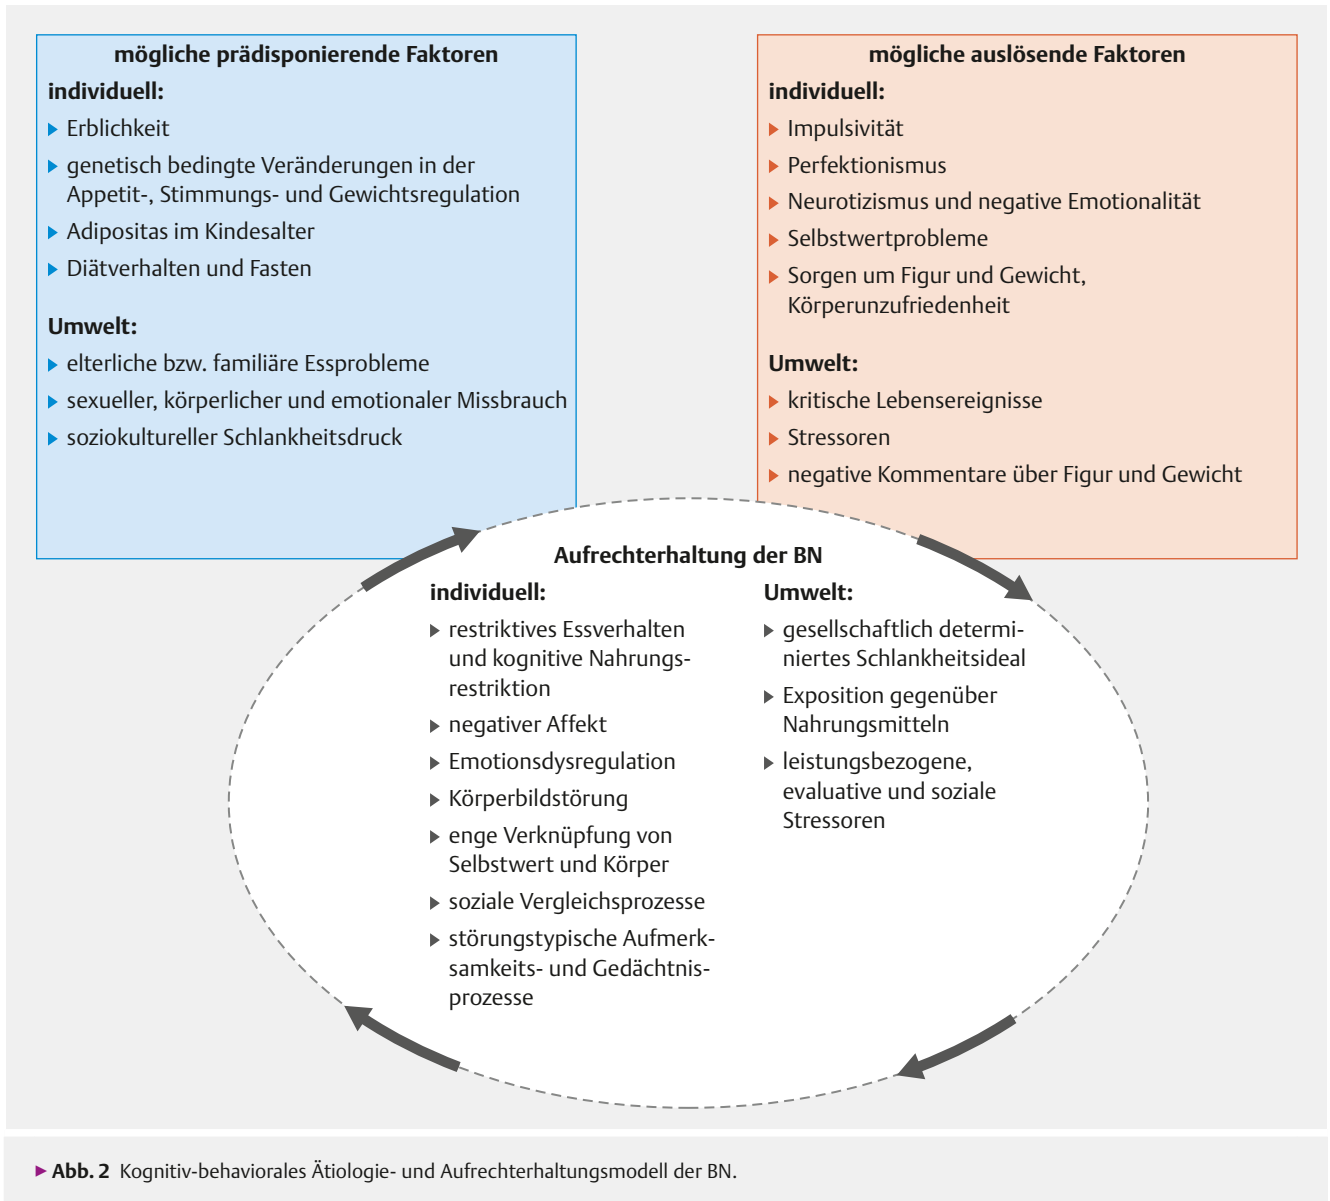 mögliche prädisponierende Faktoren
individuell:
Erblichkeit
genetisch bedingte Veränderungen in der
Appetit-, Stimmungs- und Gewichtsregulation
Adipositas im Kindesalter
Diätverhalten und Fasten
Umwelt:
elterliche bzw. familiäre Essprobleme
sexueller, körperlicher und emotionaler Missbrauch
soziokultureller Schlankheitsdruck
mögliche auslösende Faktoren
individuell:
Impulsivität
Perfektionismus
Neurotizismus und negative Emotionalität
Selbstwertprobleme
Sorgen um Figur und Gewicht,
Körperunzufriedenheit
Umwelt:
kritische Lebensereignisse
Stressoren
negative Kommentare über Figur und Gewicht
Aufrechterhaltung der BN
individuell:
restriktives Essverhalten
und kognitive Nahrungs-
restriktion
negativer Affekt
Emotionsdysregulation
Körperbildstörung
enge Verknüpfung von
Selbstwert und Körper
soziale Vergleichsprozesse
störungstypische Aufmerk-
samkeits- und Gedächtnis-
prozesse
Umwelt:
gesellschaftlich determi-
niertes Schlankheitsideal
Exposition gegenüber
Nahrungsmitteln
leistungsbezogene,
evaluative und soziale
Stressoren
Abb. 2 Kognitiv-behaviorales Ätiologie- und Aufrechterhaltungsmodell der BN.